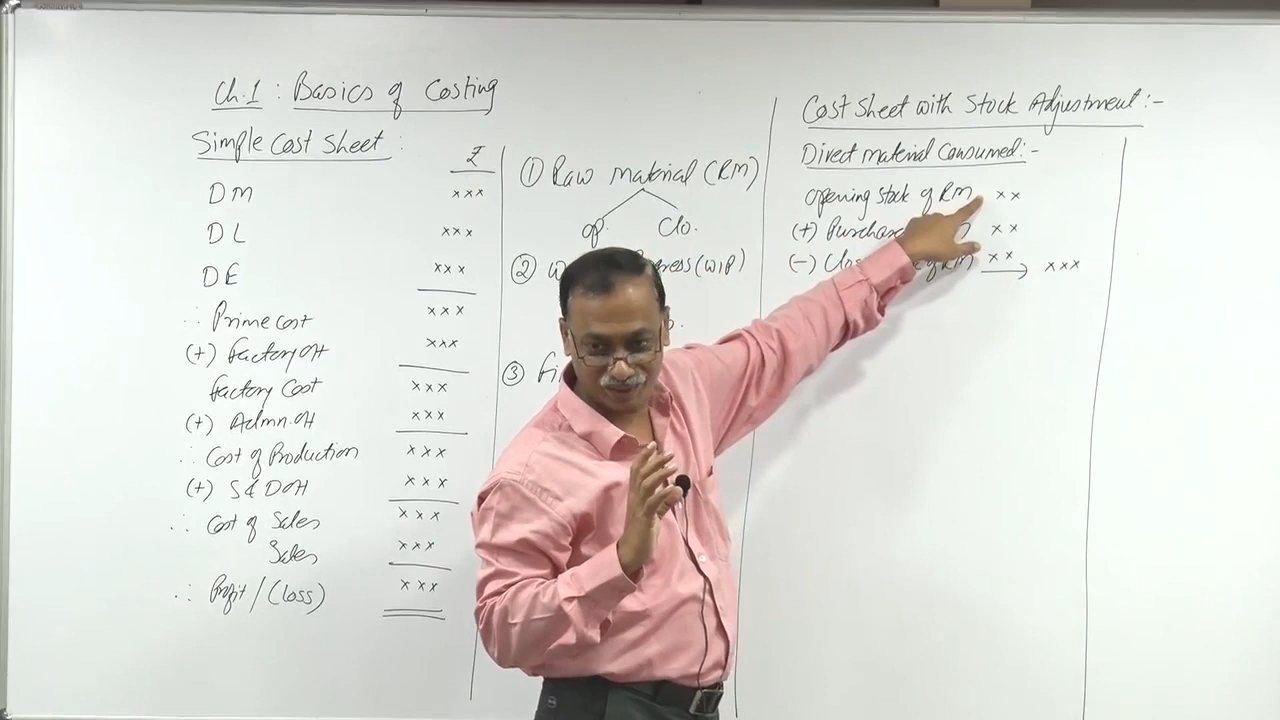 Ch.1 : Basics of Costing
Simple Cost Sheet :
₹
DM xxx
DL xxx
DE xxx
∴ Prime Cost xxx
(+) Factory OH xxx
Factory Cost xxx
(+) Admn. OH xxx
∴ Cost of Production xxx
(+) S & D OH xxx
∴ Cost of Sales xxx
Sales xxx
∴ Profit / (Loss) xxx
① Raw material (RM)
op. Clo.
② (WIP)
③
Cost Sheet with Stock Adjustment :-
Direct material Consumed :-
Opening Stock of RM xx
(+) xx
(-) of RM xx xxx